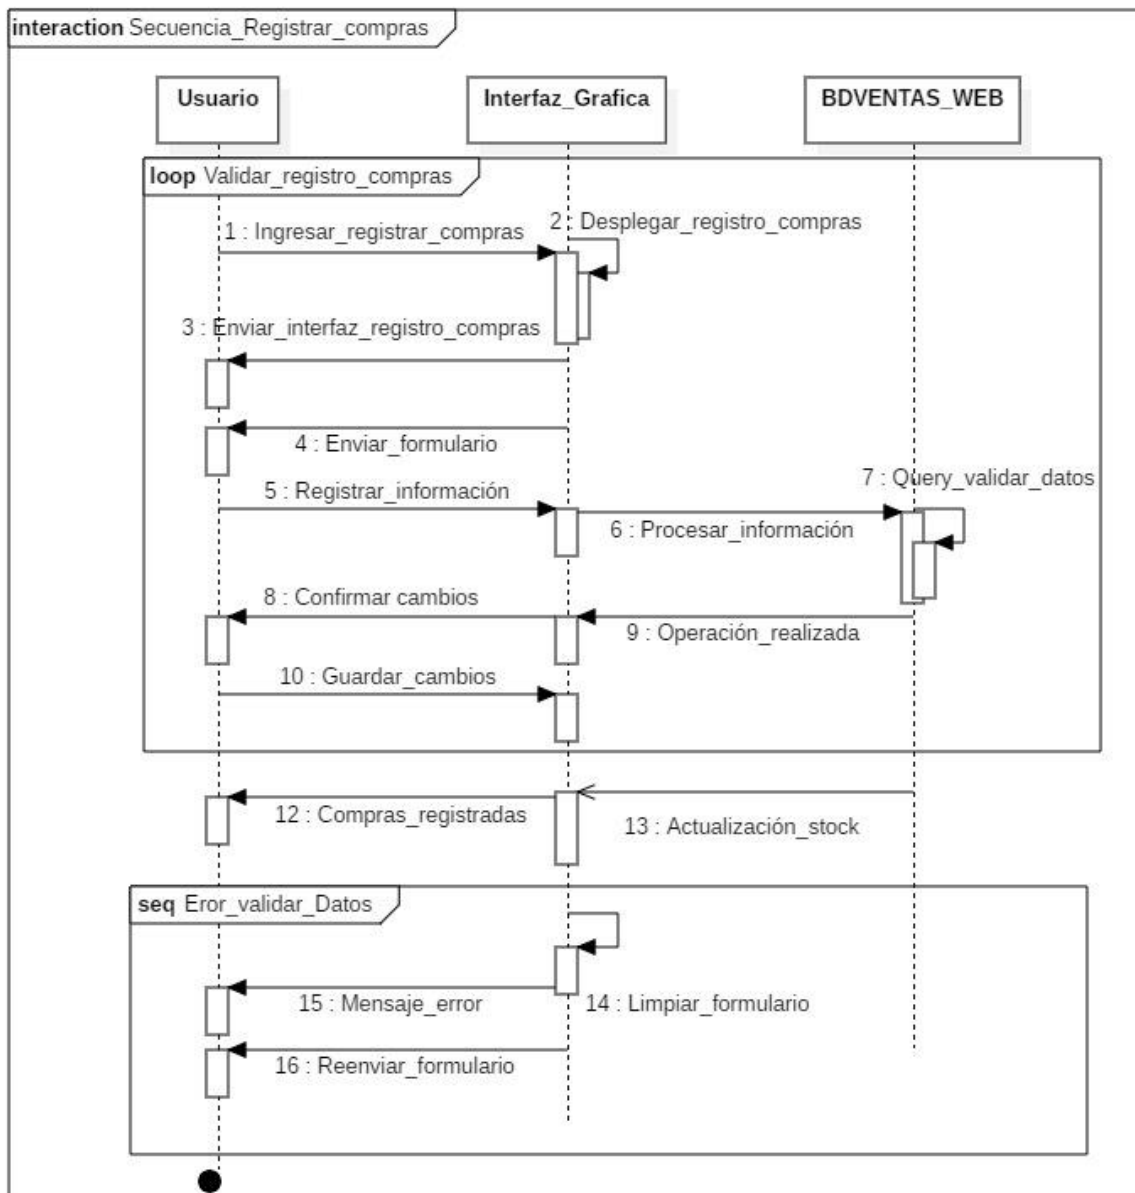 interaction Secuencia_Registrar_compras
Usuario
Interfaz_Grafica
BDVENTAS_WEB
loop Validar_registro_compras
1 : Ingresar_registrar_compras
2 : Desplegar_registro_compras
3 : Enviar_interfaz_registro_compras
4 : Enviar_formulario
5 : Registrar_información
6 : Procesar_información
7 : Query_validar_datos
8 : Confirmar cambios
9 : Operación_realizada
10 : Guardar_cambios
12 : Compras_registradas
13 : Actualización_stock
seq Eror_validar_Datos
14 : Limpiar_formulario
15 : Mensaje_error
16 : Reenviar_formulario